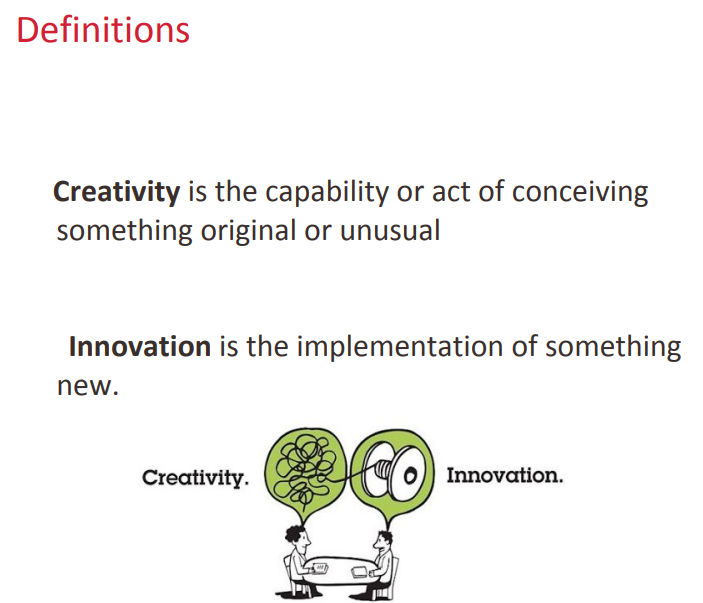 Definitions
Creativity is the capability or act of conceiving
something original or unusual
Innovation is the implementation of something
new.
Creativity.
Innovation.